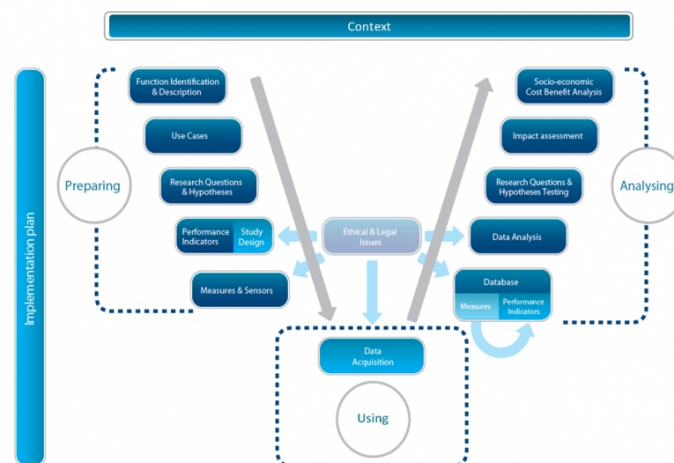 Context
Implementation plan
Preparing
Function Identification
& Description
Use Cases
Research Questions
& Hypotheses
Performance
Indicators
Study
Design
Measures & Sensors
Ethical & Legal
Issues
Data
Acquisition
Using
Socio-economic
Cost Benefit Analysis
Impact assessment
Research Questions &
Hypotheses Testing
Data Analysis
Database
Measures
Performance
Indicators
Analysing